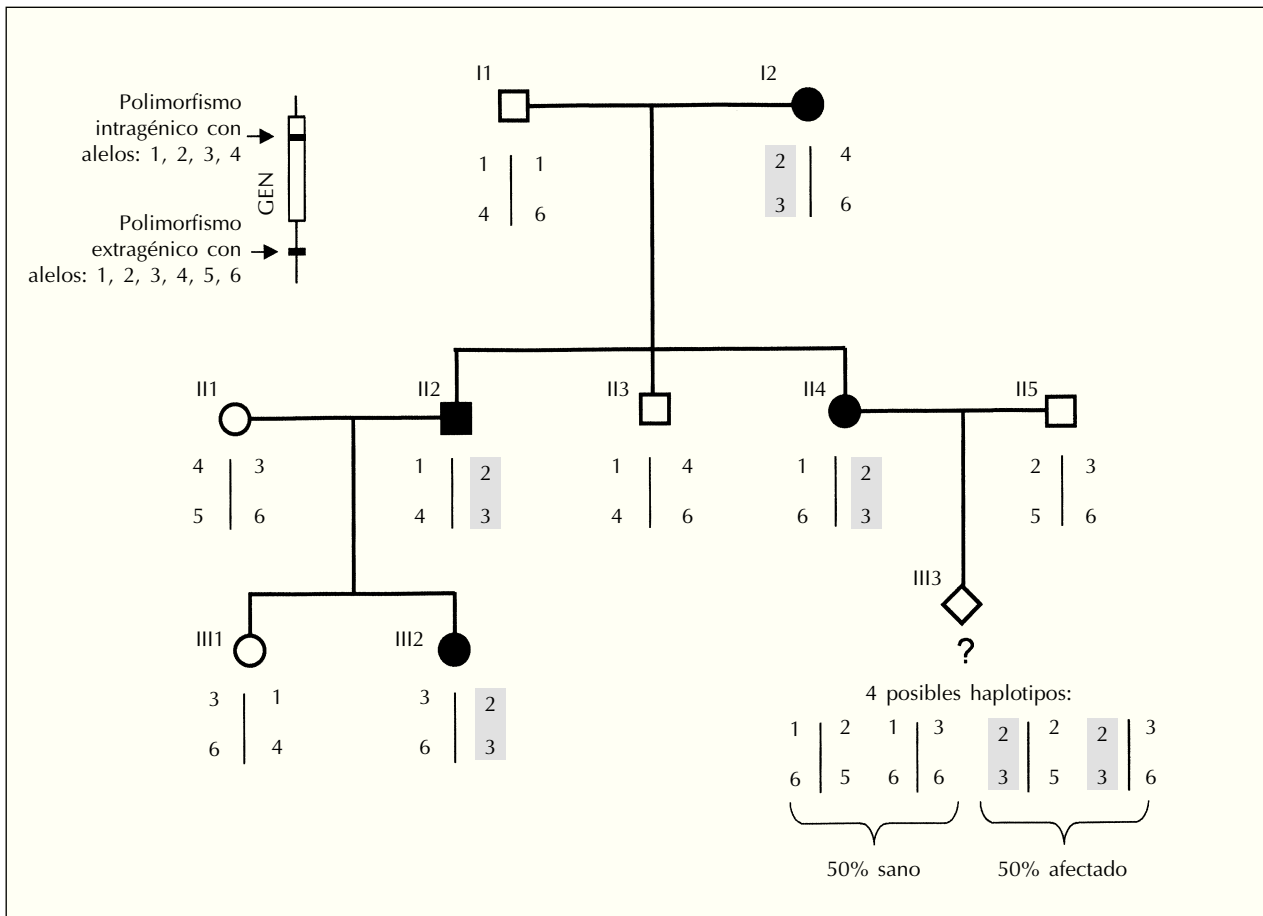 I1
I2
Polimorfismo
intragénico con
alelos: 1, 2, 3, 4
GEN
Polimorfismo
extragénico con
alelos: 1, 2, 3, 4, 5, 6
1 1
4 6
2 4
3 6
II1
II2
II3
II4
II5
4 3
5 6
1 2
4 3
1 4
4 6
1 2
6 3
2 3
5 6
III1
III2
III3
?
3 1
6 4
3 2
6 3
4 posibles haplotipos:
1 2 1 3 2 2 2 3
6 5 6 6 3 5 3 6
50% sano
50% afectado